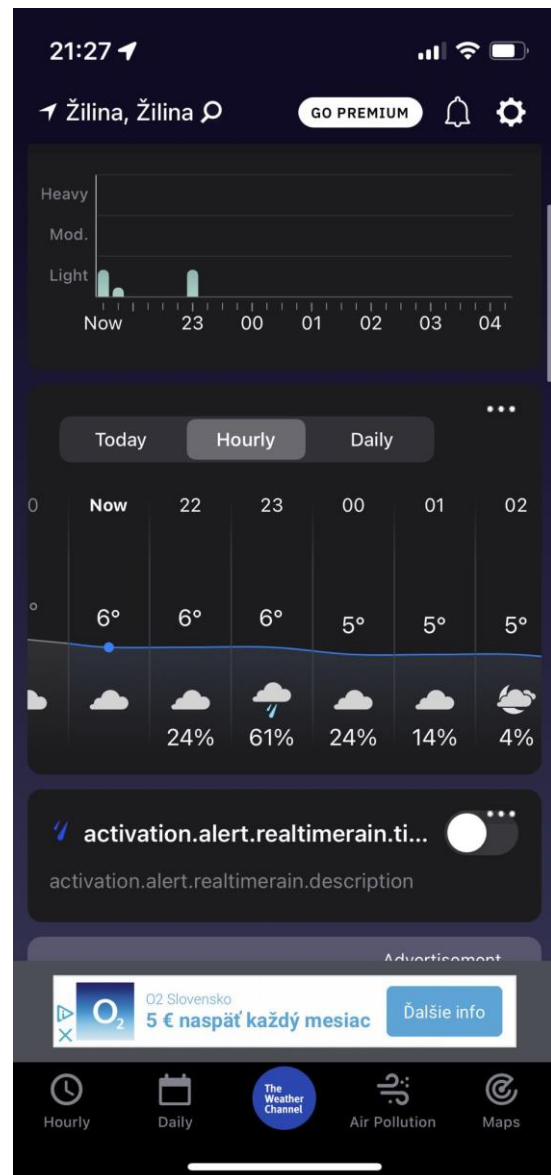 21:27
Žilina, Žilina GO PREMIUM
Heavy
Mod.
Light
Now 23 00 01 02 03 04
Today Hourly Daily
0 Now 22 23 00 01 02
° 6° 6° 6° 5° 5° 5°
24% 61% 24% 14% 4%
activation.alert.realtimerain.ti...
activation.alert.realtimerain.description
Advertisement
O2 O2 Slovensko
5 € naspäť každý mesiac
Ďalšie info
The
Weather
Channel
Hourly Daily Air Pollution Maps